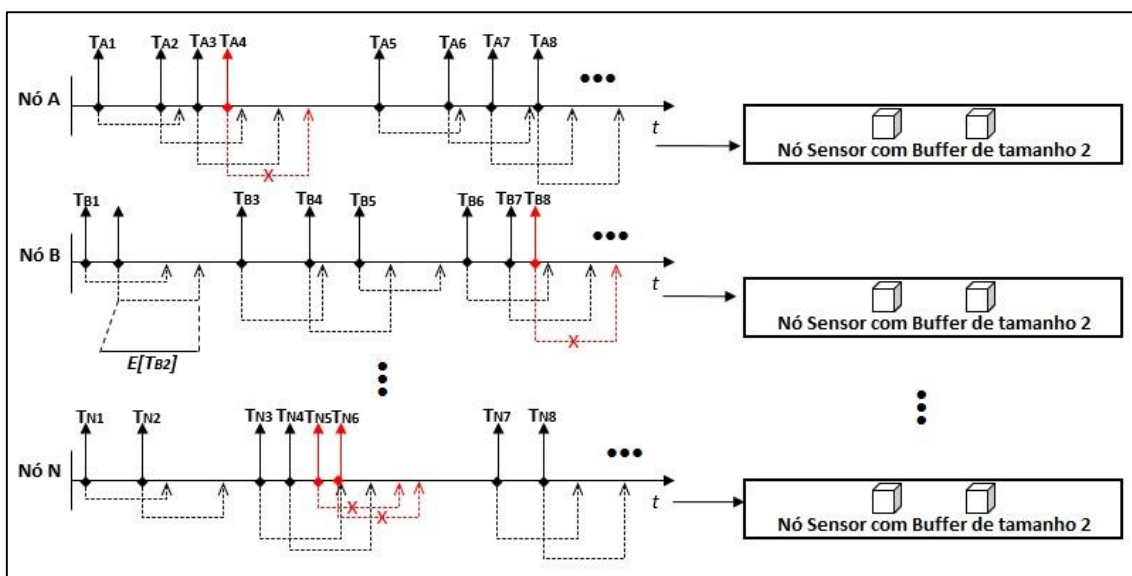 TA1 TA2 TA3 TA4 TA5 TA6 TA7 TA8
Nó A
t
Nó Sensor com Buffer de tamanho 2
TB1 TB3 TB4 TB5 TB6 TB7 TB8
Nó B
t
Nó Sensor com Buffer de tamanho 2
E[TB2]
TN1 TN2 TN3 TN4 TN5 TN6 TN7 TN8
Nó N
t
Nó Sensor com Buffer de tamanho 2